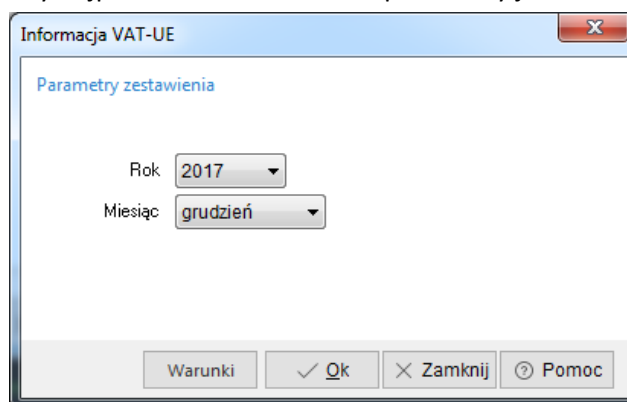 Informacja VAT-UE
Parametry zestawienia
Rok 2017
Miesiąc grudzień
Warunki Ok Zamknij Pomoc